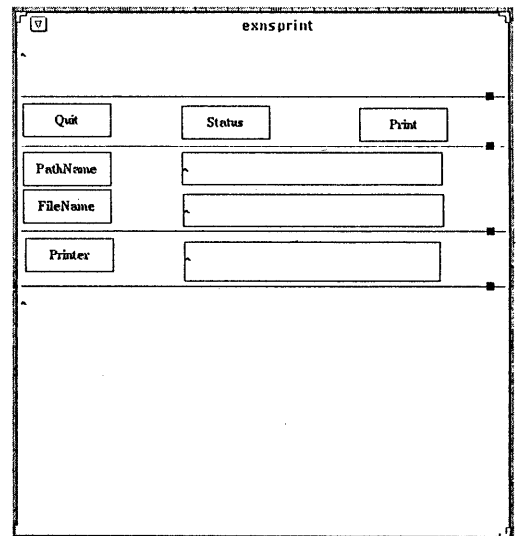 exnsprint
Quit Status Print
PathName
FileName
Printer